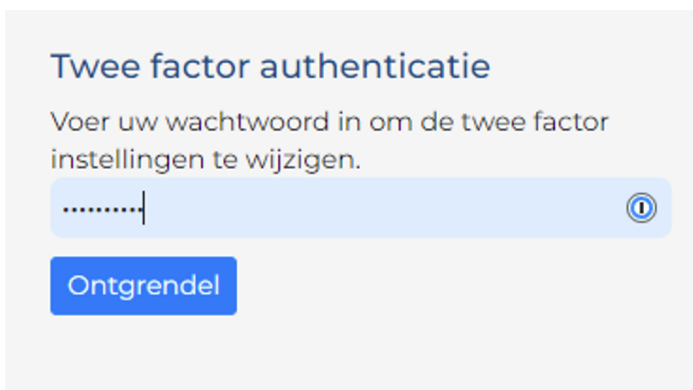 Twee factor authenticatie
Voer uw wachtwoord in om de twee factor
instellingen te wijzigen.
••••••••••
Ontgrendel